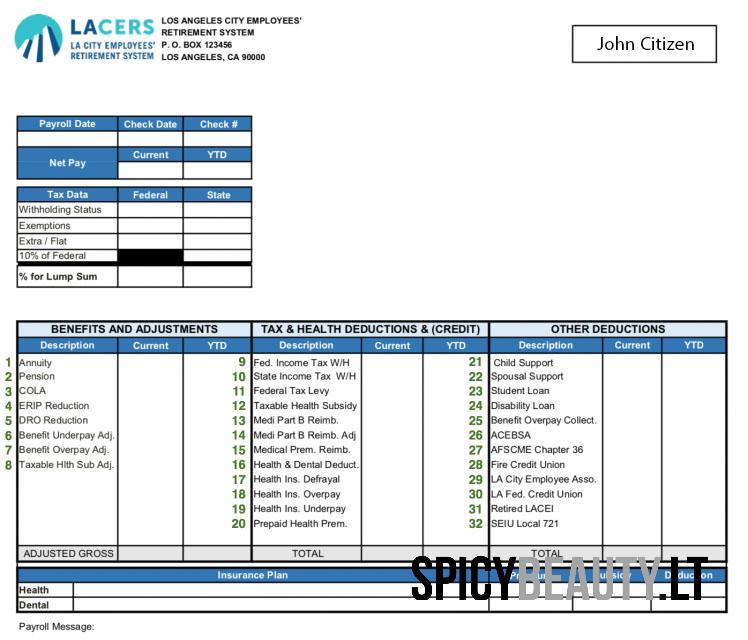 LACERS
LA CITY EMPLOYEES'
RETIREMENT SYSTEM
LOS ANGELES CITY EMPLOYEES'
RETIREMENT SYSTEM
P. O. BOX 123456
LOS ANGELES, CA 90000
John Citizen
Payroll Date Check Date Check #
Net Pay Current YTD
Tax Data Federal State
Withholding Status
Exemptions
Extra / Flat
10% of Federal
% for Lump Sum
BENEFITS AND ADJUSTMENTS TAX & HEALTH DEDUCTIONS & (CREDIT) OTHER DEDUCTIONS
Description Current YTD Description Current YTD Description Current YTD
1 Annuity 9 Fed. Income Tax W/H 21 Child Support
2 Pension 10 State Income Tax W/H 22 Spousal Support
3 COLA 11 Federal Tax Levy 23 Student Loan
4 ERIP Reduction 12 Taxable Health Subsidy 24 Disability Loan
5 DRO Reduction 13 Medi Part B Reimb. 25 Benefit Overpay Collect.
6 Benefit Underpay Adj. 14 Medi Part B Reimb. Adj 26 ACEBSA
7 Benefit Overpay Adj. 15 Medical Prem. Reimb. 27 AFSCME Chapter 36
8 Taxable Hlth Sub Adj. 16 Health & Dental Deduct. 28 Fire Credit Union
17 Health Ins. Defrayal 29 LA City Employee Asso.
18 Health Ins. Overpay 30 LA Fed. Credit Union
19 Health Ins. Underpay 31 Retired LACEI
20 Prepaid Health Prem. 32 SEIU Local 721
ADJUSTED GROSS TOTAL TOTAL
SPICYBEAUTY.LT
Insurance Plan
Health
Dental
Payroll Message: